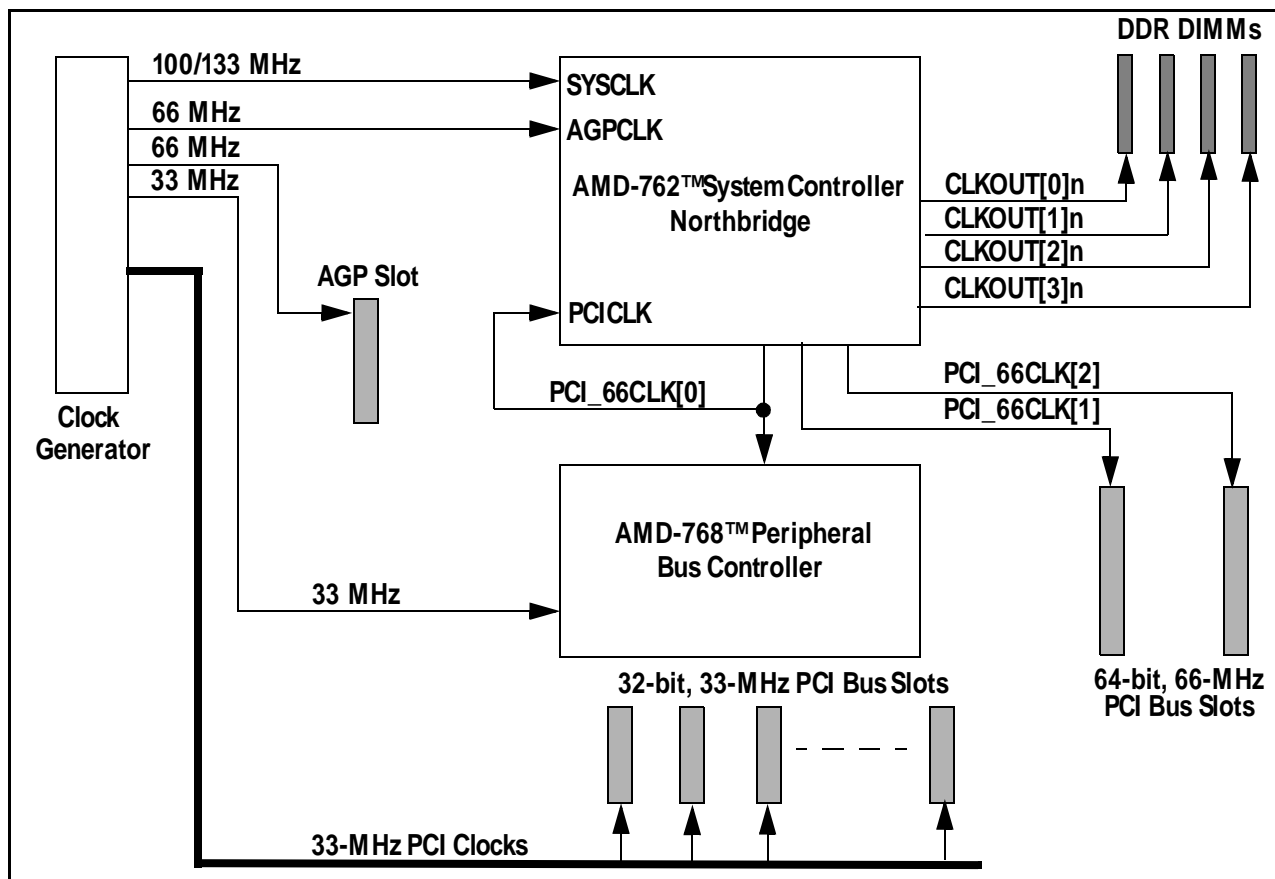 DDR DIMMs
100/133 MHz
SYSCLK
66 MHz
AGPCLK
66 MHz
33 MHz
AMD-762™System Controller
Northbridge
CLKOUT[0]n
CLKOUT[1]n
CLKOUT[2]n
CLKOUT[3]n
AGP Slot
PCICLK
PCI_66CLK[0]
PCI_66CLK[2]
PCI_66CLK[1]
Clock
Generator
AMD-768™Peripheral
Bus Controller
33 MHz
32-bit, 33-MHz PCI Bus Slots
64-bit, 66-MHz
PCI Bus Slots
33-MHz PCI Clocks